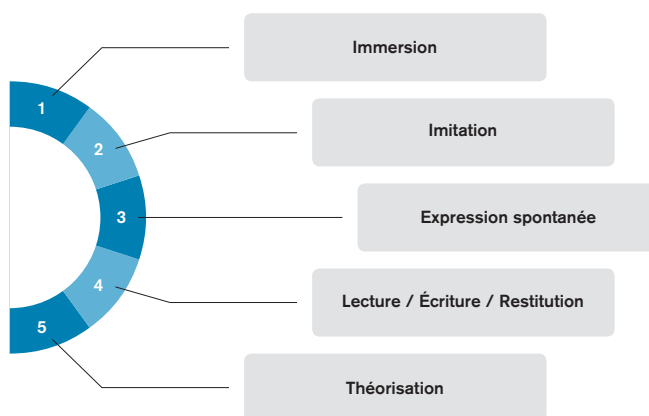 1
Immersion
2
Imitation
3
Expression spontanée
4
Lecture / Écriture / Restitution
5
Théorisation